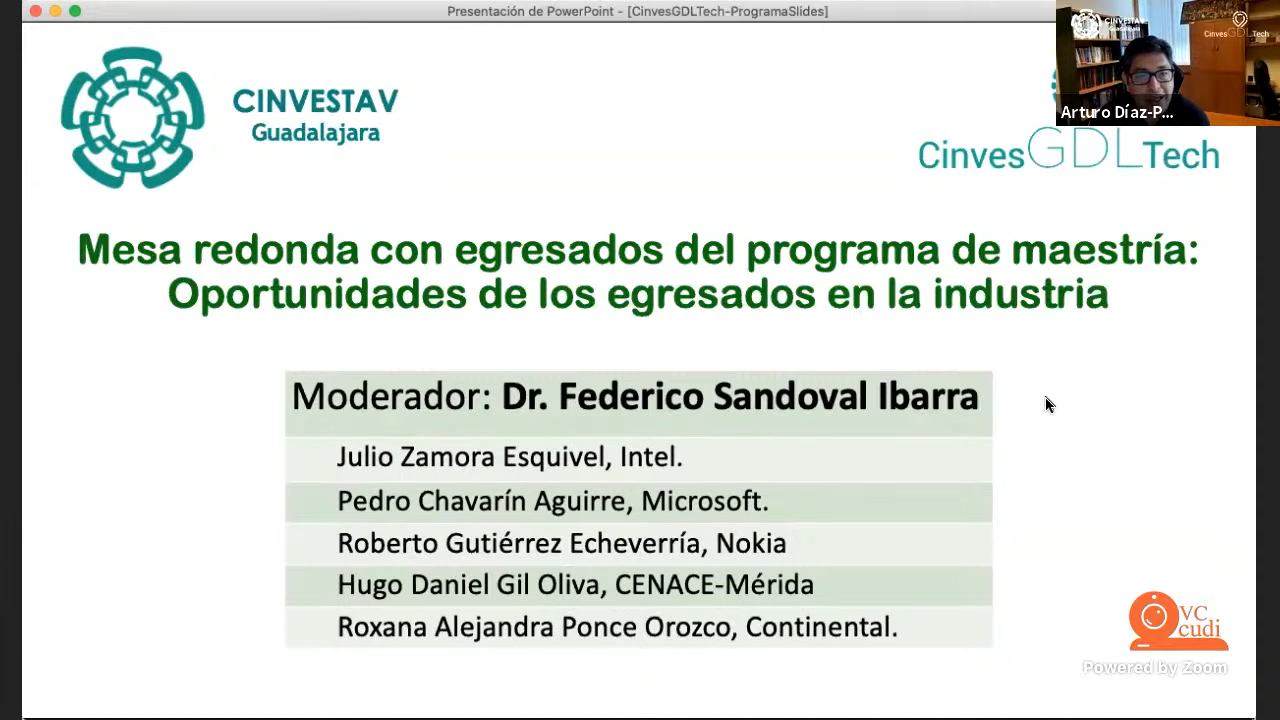 Presentación de PowerPoint - [CinvesGDLTech-ProgramaSlides]
CINVESTAV
Guadalajara
CINVESTAV
CinvesGDLTech
Arturo Díaz-P...
CinvesGDLTech
Mesa redonda con egresados del programa de maestría:
Oportunidades de los egresados en la industria
Moderador: Dr. Federico Sandoval Ibarra
Julio Zamora Esquivel, Intel.
Pedro Chavarín Aguirre, Microsoft.
Roberto Gutiérrez Echeverría, Nokia
Hugo Daniel Gil Oliva, CENACE-Mérida
Roxana Alejandra Ponce Orozco, Continental.
VC
cudi
Powered by Zoom